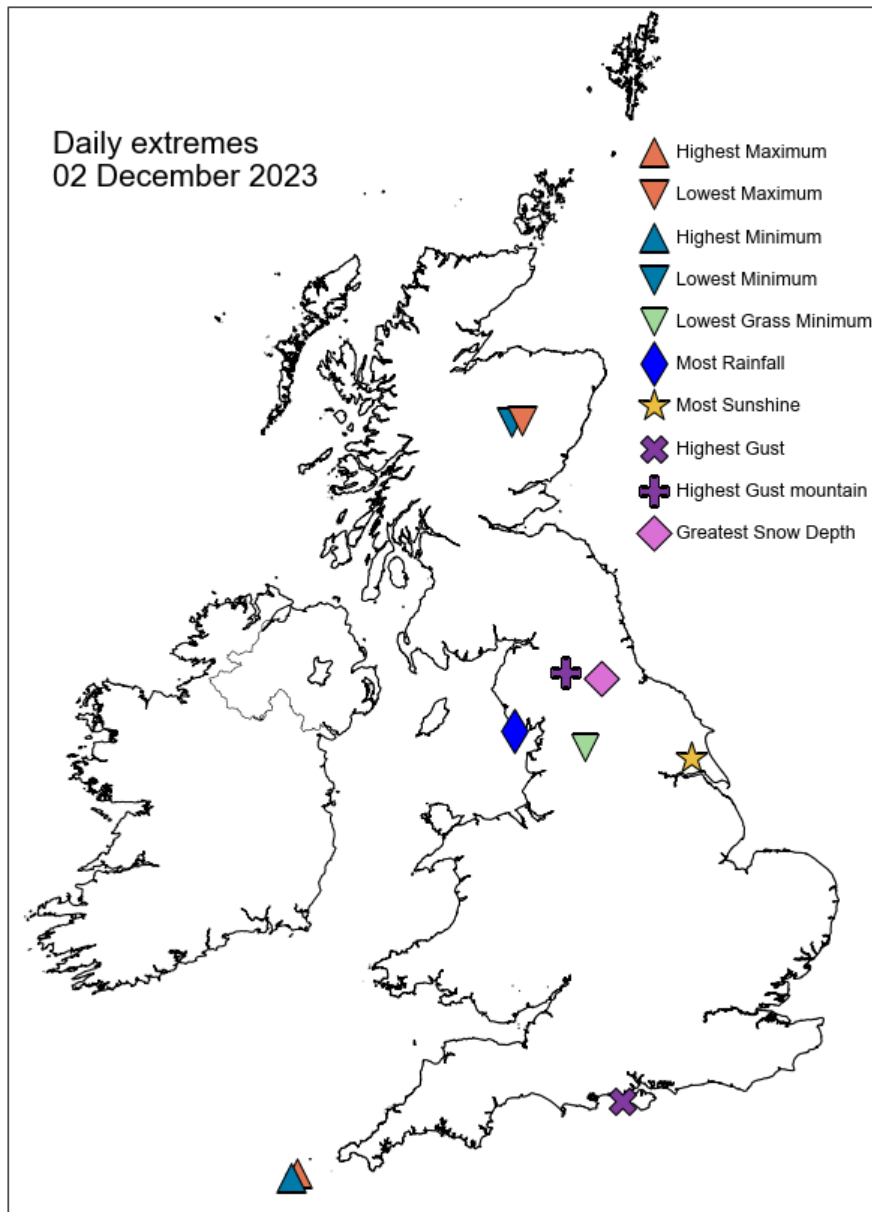 Daily extremes
02 December 2023
Highest Maximum
Lowest Maximum
Highest Minimum
Lowest Minimum
Lowest Grass Minimum
Most Rainfall
Most Sunshine
Highest Gust
Highest Gust mountain
Greatest Snow Depth